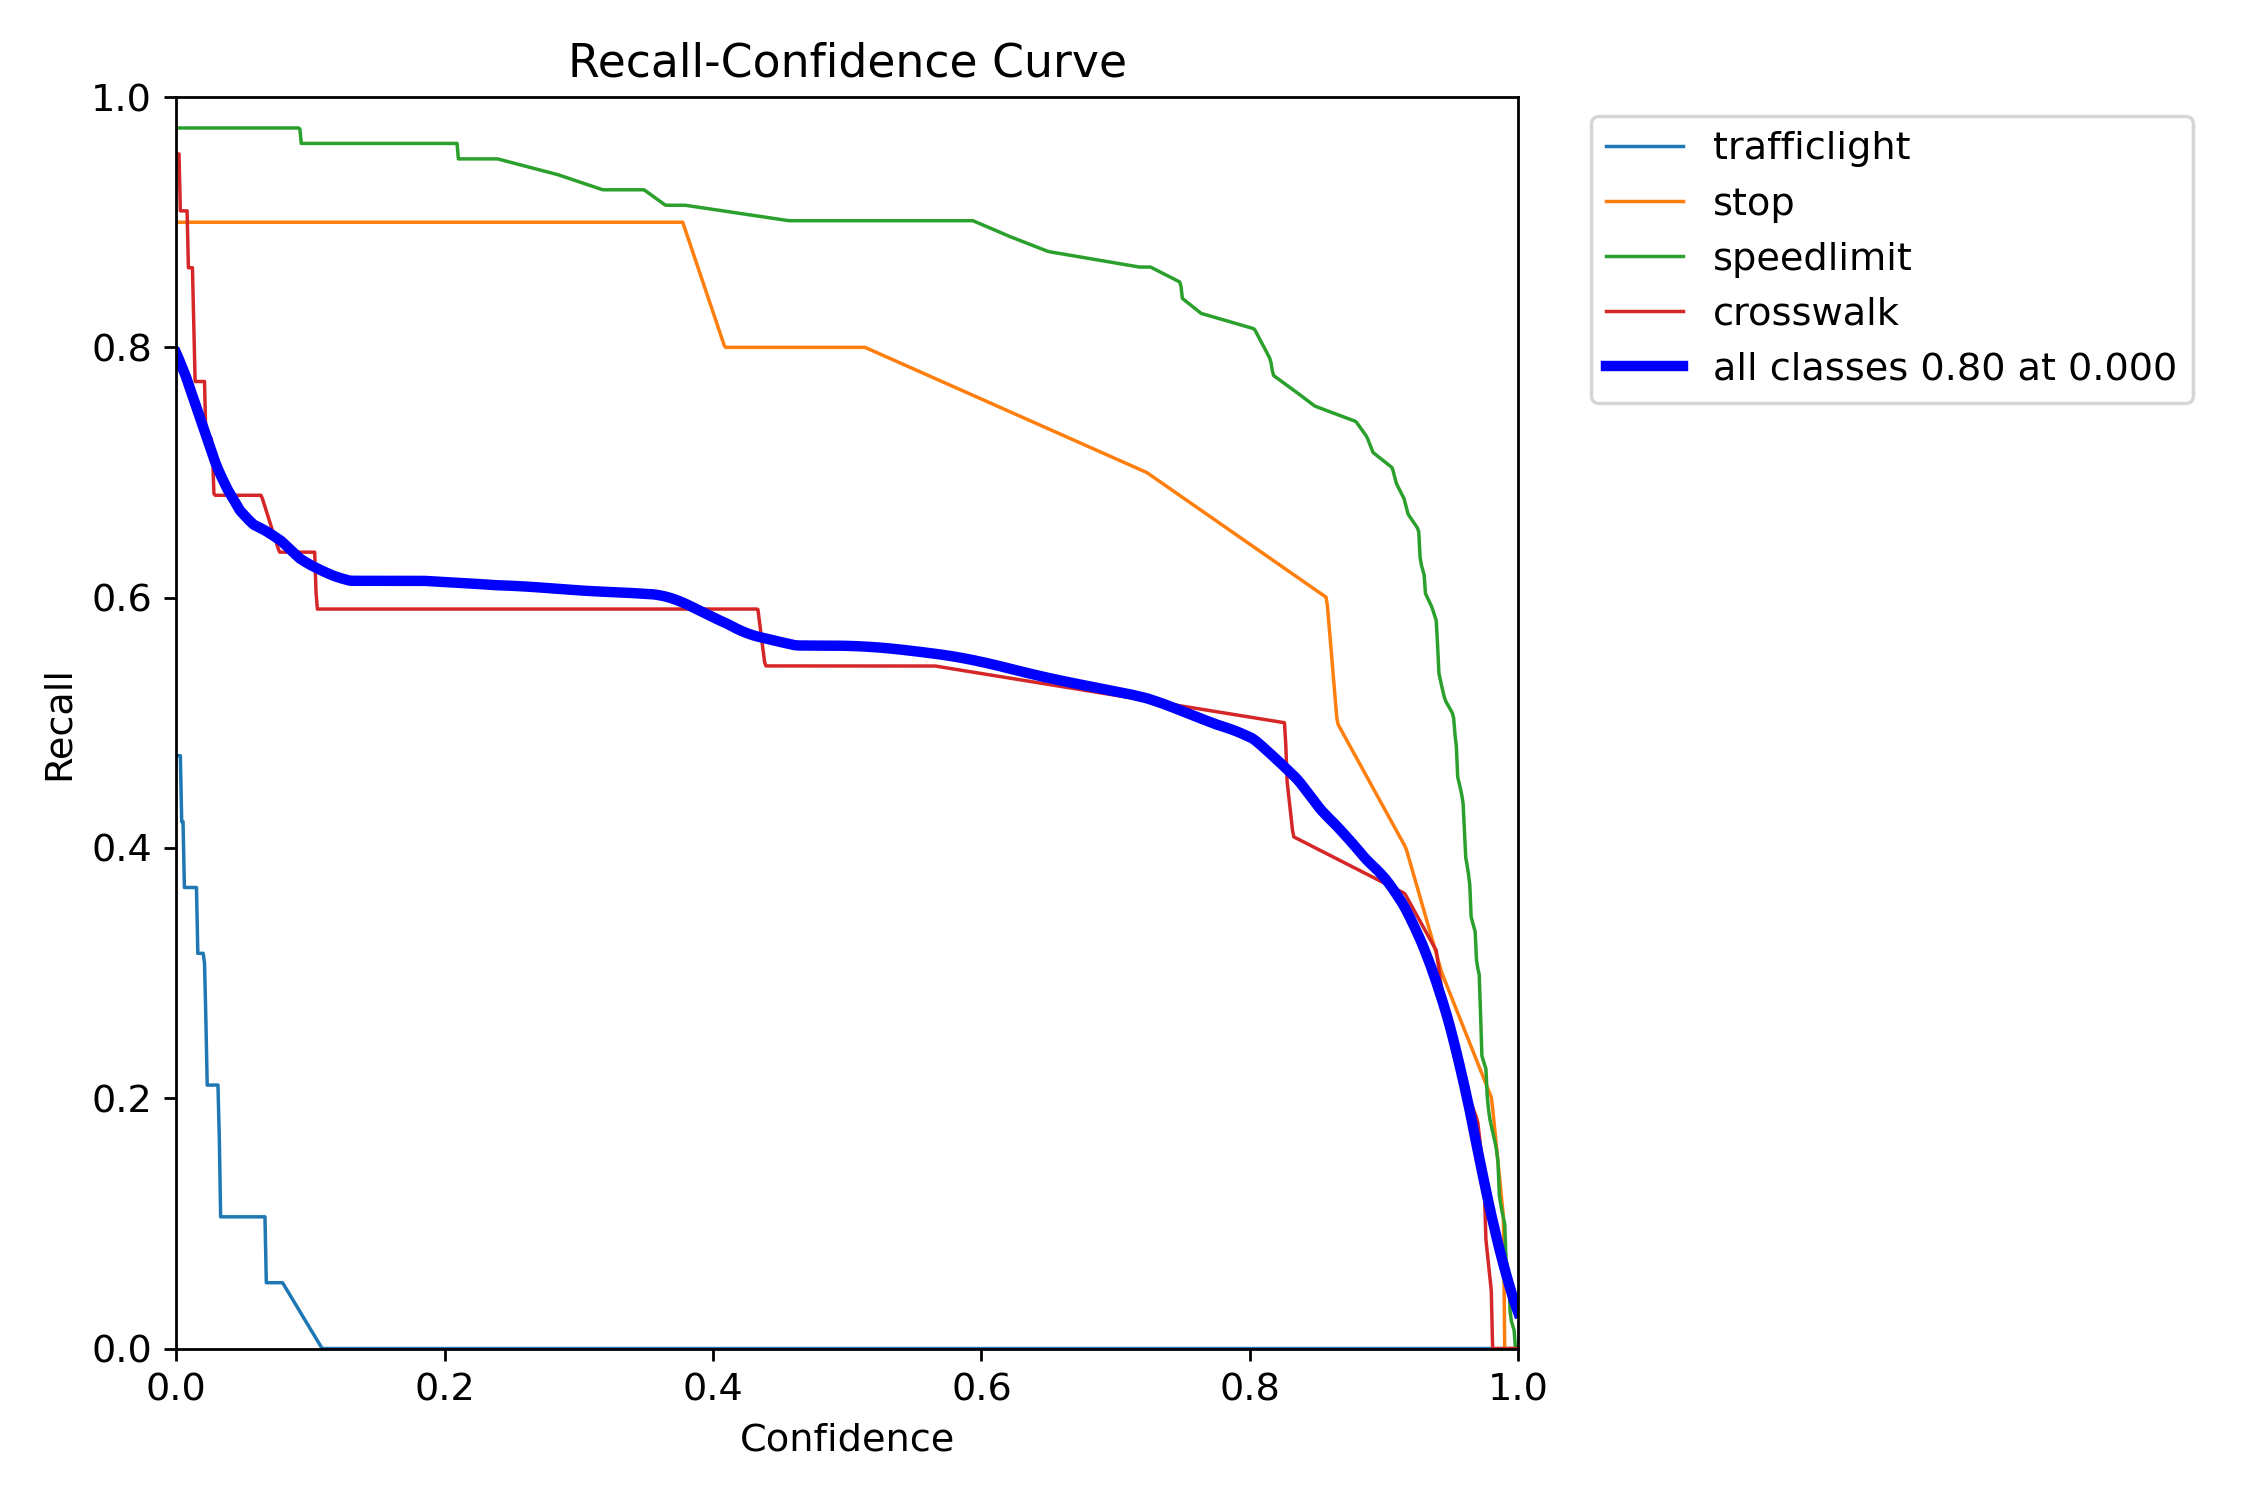 Recall-Confidence Curve
1.0
0.8
0.6
0.4
0.2
0.0
Recall
0.0 0.2 0.4 0.6 0.8 1.0
Confidence
trafficlight
stop
speedlimit
crosswalk
all classes 0.80 at 0.000